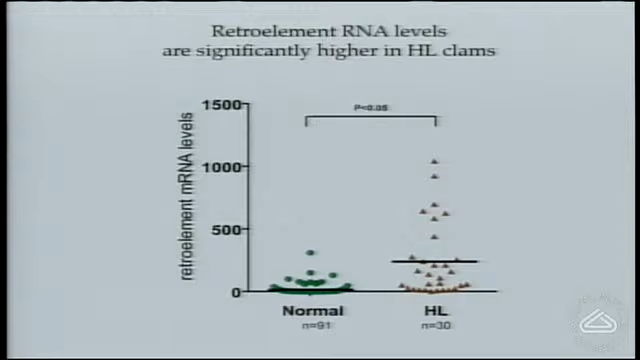 Retroelement RNA levels
are significantly higher in HL clams
P<0.05
retroelement mRNA levels
1500
1000
500
0
Normal
HL
n=91
n=30